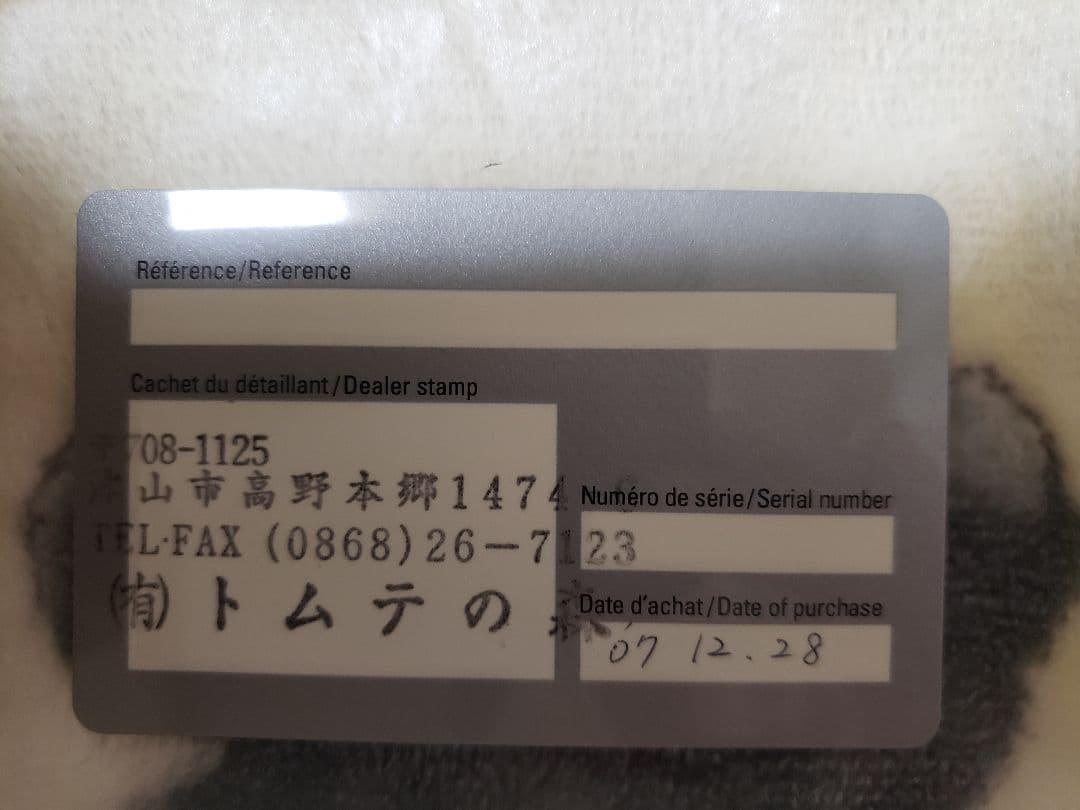 Référence/Reference
Cachet du détaillant/Dealer stamp
〒708-1125
山市高野本郷1474
TEL・FAX (0868)26-7123
(有)トムテの森
Numéro de série/Serial number
Date d'achat/Date of purchase
'07 12.28